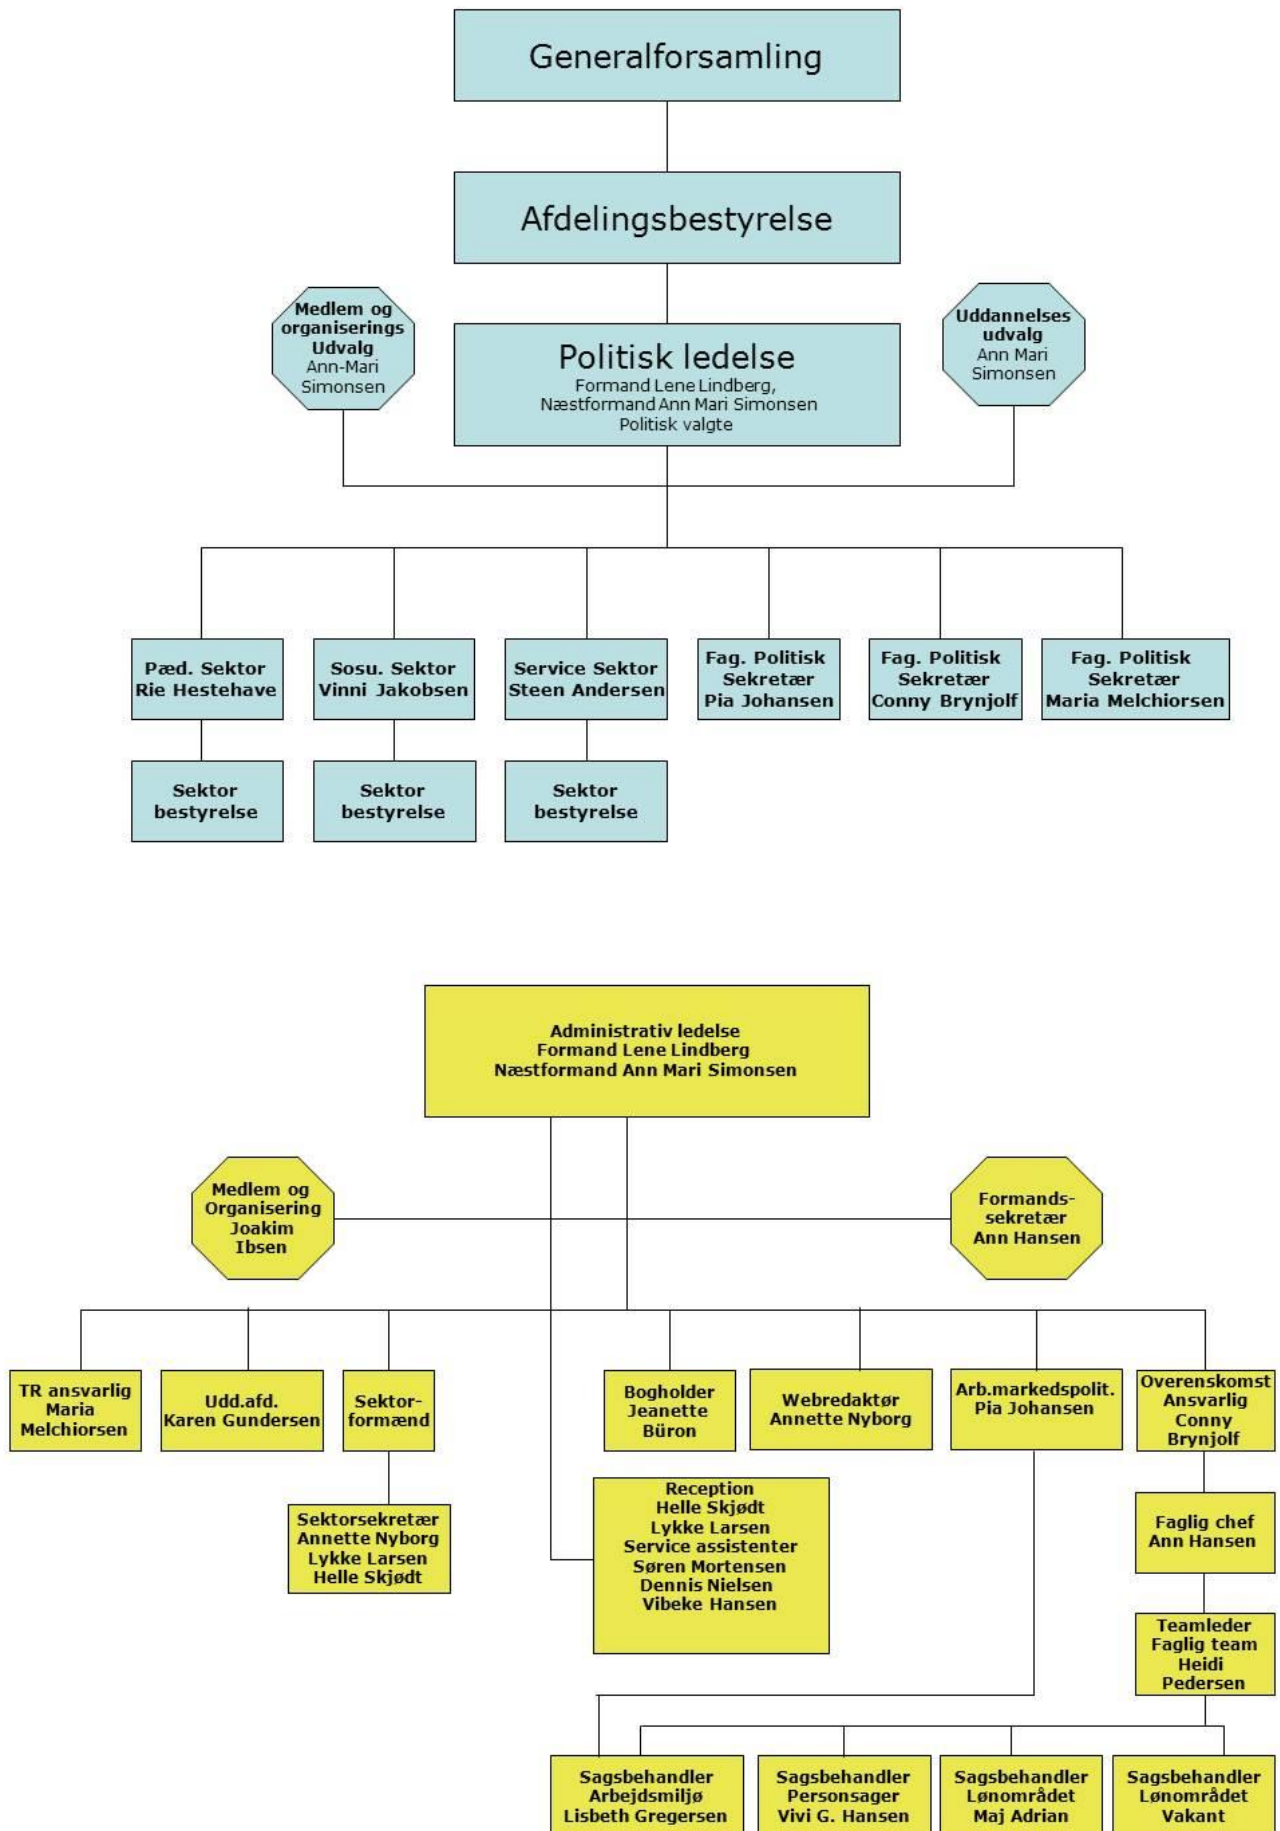 Generalforsamling
Afdelingsbestyrelse
Medlem og
organiserings
Udvalg
Ann-Mari
Simonsen
Politisk ledelse
Formand Lene Lindberg,
Næstformand Ann Mari Simonsen
Politisk valgte
Uddannelses
udvalg
Ann Mari
Simonsen
Pæd. Sektor
Rie Hestehave
Sosu. Sektor
Vinni Jakobsen
Service Sektor
Steen Andersen
Fag. Politisk
Sekretær
Pia Johansen
Fag. Politisk
Sekretær
Conny Brynjolf
Fag. Politisk
Sekretær
Maria Melchiorsen
Sektor
bestyrelse
Sektor
bestyrelse
Sektor
bestyrelse
Administrativ ledelse
Formand Lene Lindberg
Næstformand Ann Mari Simonsen
Medlem og
Organisering
Joakim
Ibsen
Formands-
sekretær
Ann Hansen
TR ansvarlig
Maria
Melchiorsen
Udd.afd.
Karen Gundersen
Sektor-
formænd
Bogholder
Jeanette
Büron
Webredaktør
Annette Nyborg
Arb.markedspolit.
Pia Johansen
Overenskomst
Ansvarlig
Conny
Brynjolf
Sektorsekretær
Annette Nyborg
Lykke Larsen
Helle Skjødt
Reception
Helle Skjødt
Lykke Larsen
Service assistenter
Søren Mortensen
Dennis Nielsen
Vibeke Hansen
Faglig chef
Ann Hansen
Teamleder
Faglig team
Heidi
Pedersen
Sagsbehandler
Arbejdsmiljø
Lisbeth Gregersen
Sagsbehandler
Personsager
Vivi G. Hansen
Sagsbehandler
Lønområdet
Maj Adrian
Sagsbehandler
Lønområdet
Vakant